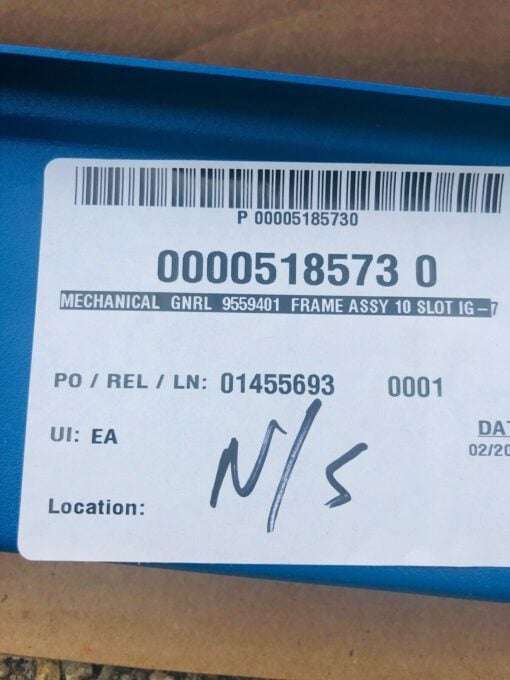 P 00005185730
0000518573 0
MECHANICAL GNRL 9559401 FRAME ASSY 10 SLOT IG-7
PO / REL / LN: 01455693 0001
UI: EA
DAT
02/20
N/S
Location: